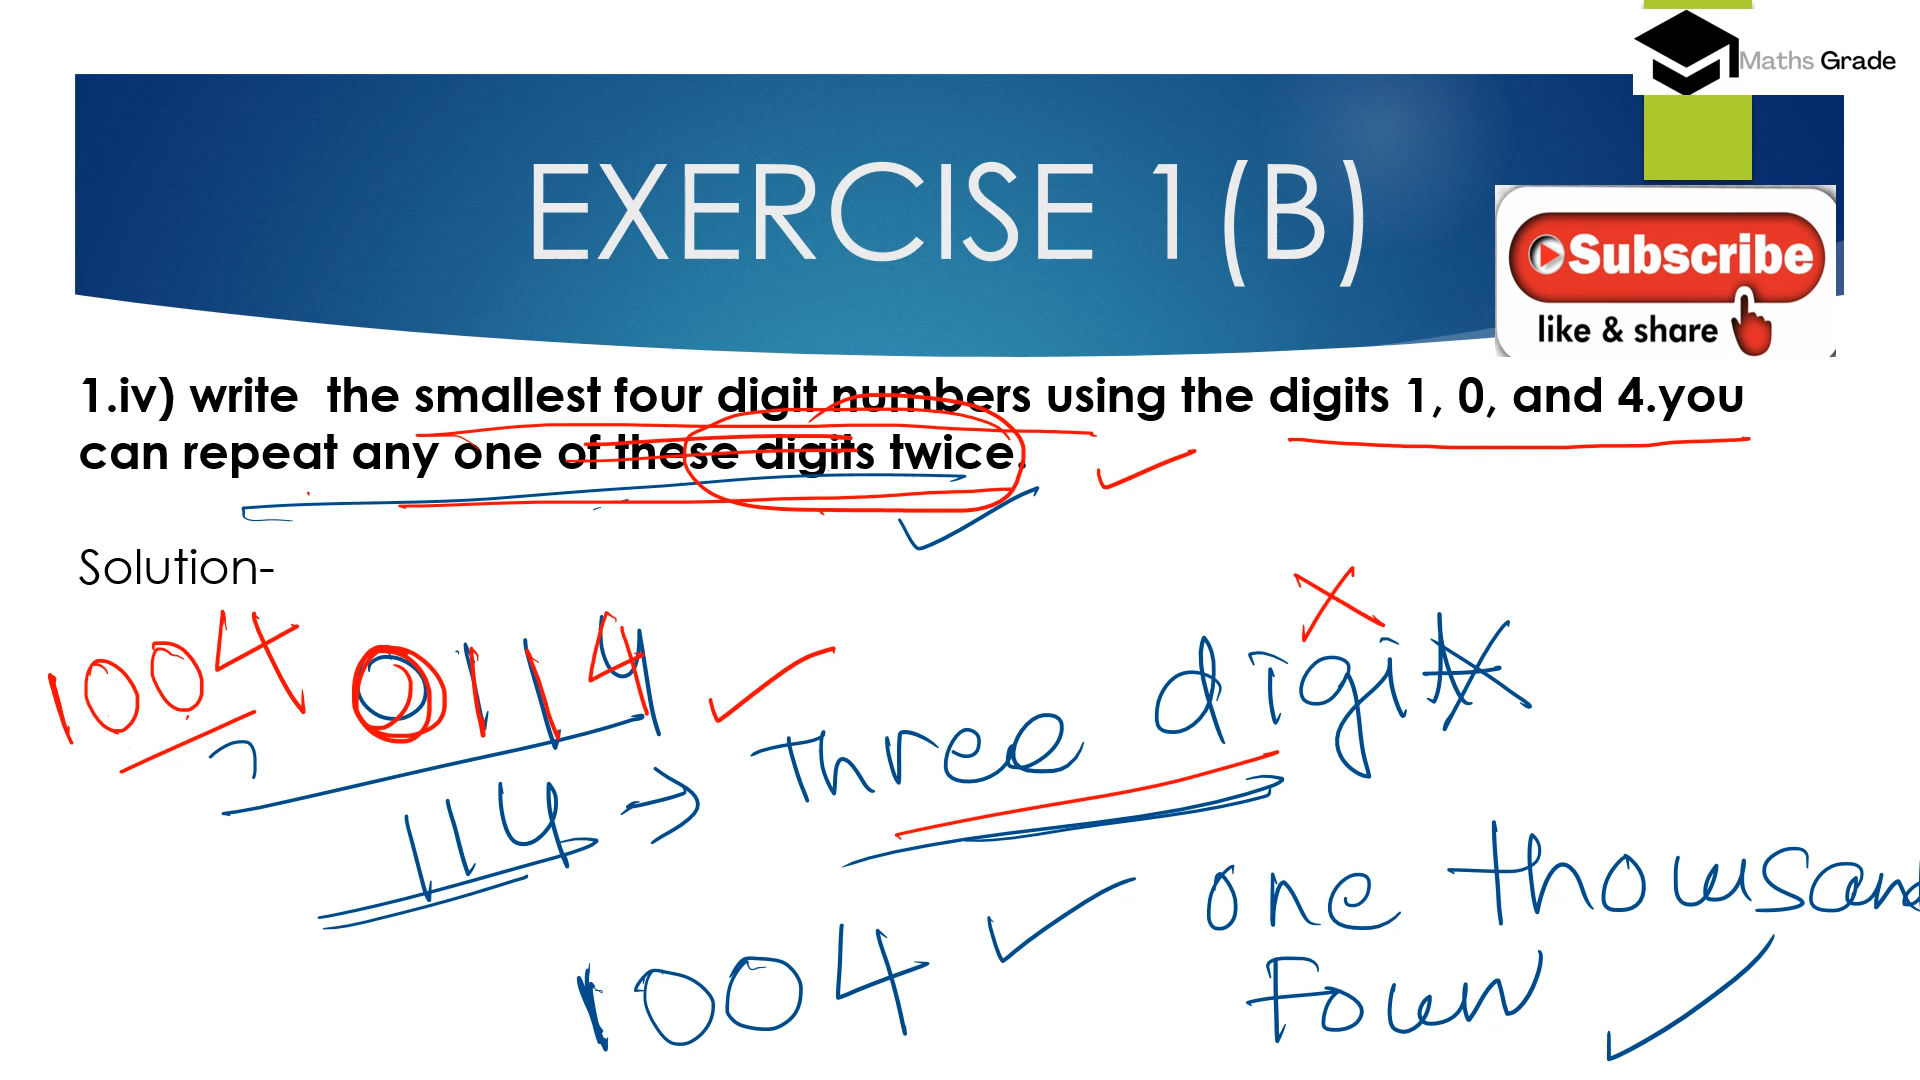 Maths Grade
EXERCISE 1(B)
Subscribe
like & share
1.iv) write the smallest four digit numbers using the digits 1, 0, and 4.you
can repeat any one of these digits twice.
Solution-
1004 0114
114 → three digit
1004 one thousand
Four